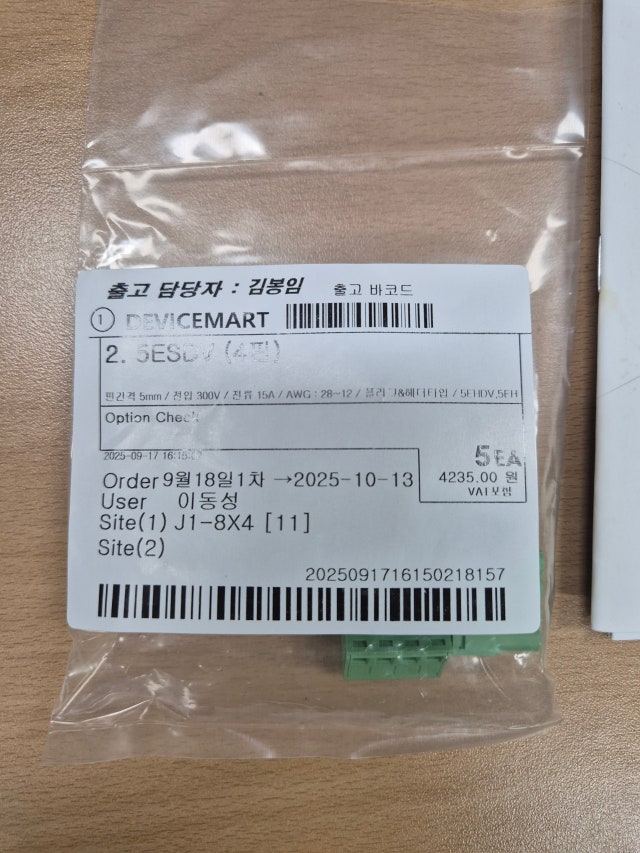 출고 담당자 : 김봉임 출고 바코드
① DEVICEMART
2. 5ESDV (4핀)
핀간격 5mm / 전압 300V / 전류 15A / AWG : 28~12 / 플러그&헤더타입 / 5EHDV,5EH
Option Check
2025-09-17
5EA
4235.00 원
VAT포함
Order 9월18일1차 →2025-10-13
User 이동성
Site(1) J1-8X4 [11]
Site(2)
2025091716150218157